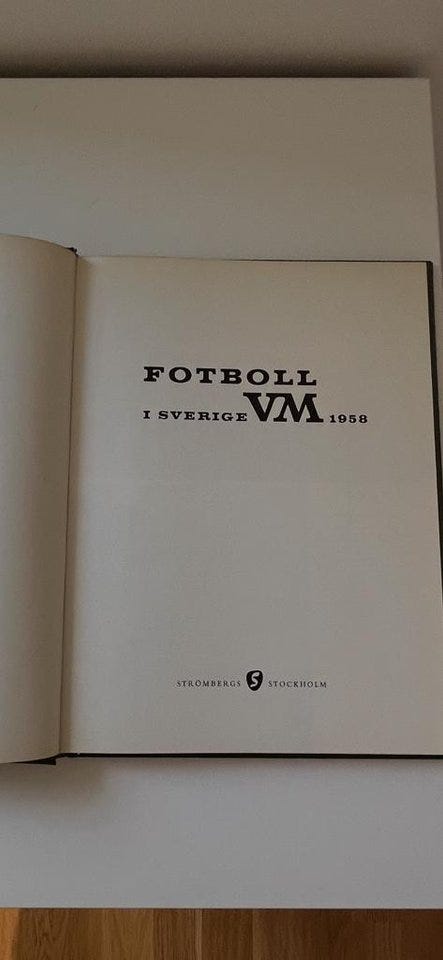 FOTBOLL
I SVERIGE VM 1958
STRÖMBERGS S STOCKHOLM